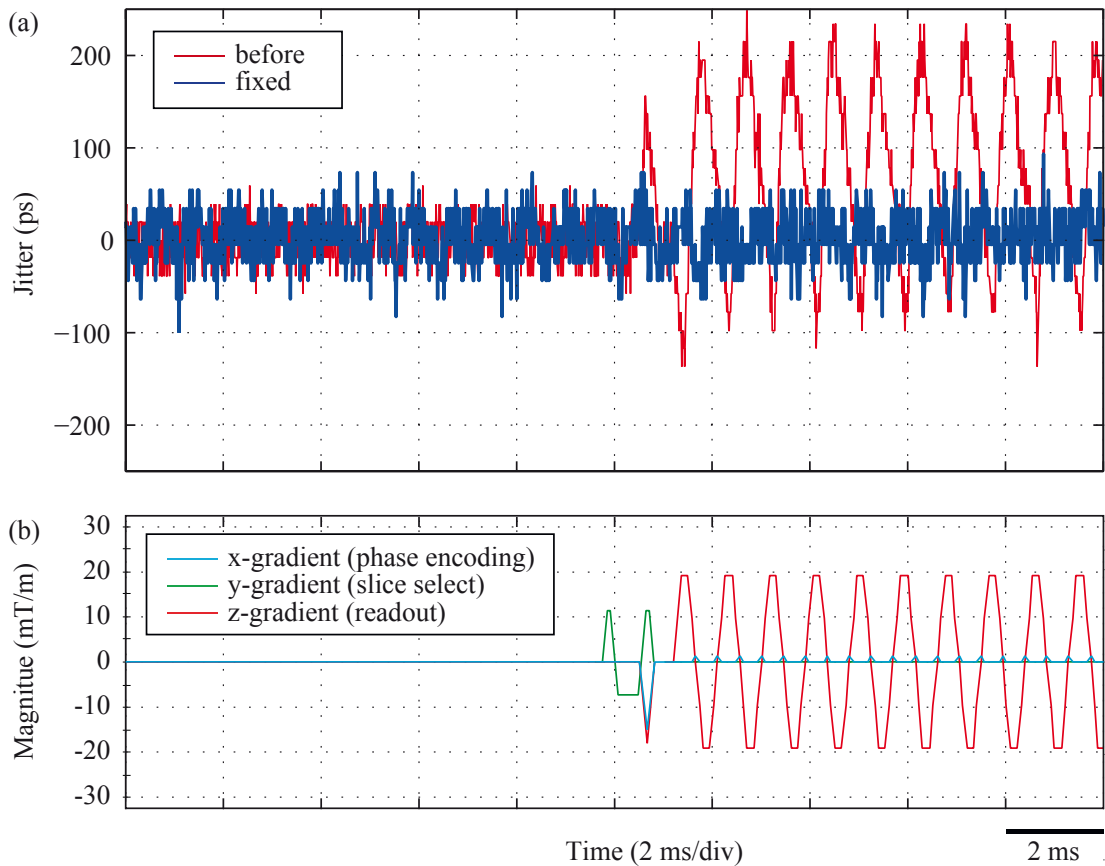 (a)
before
fixed
200
100
0
−100
−200
Jitter (ps)
(b)
x-gradient (phase encoding)
y-gradient (slice select)
z-gradient (readout)
30
20
10
0
-10
-20
-30
Magnitue (mT/m)
Time (2 ms/div)
2 ms